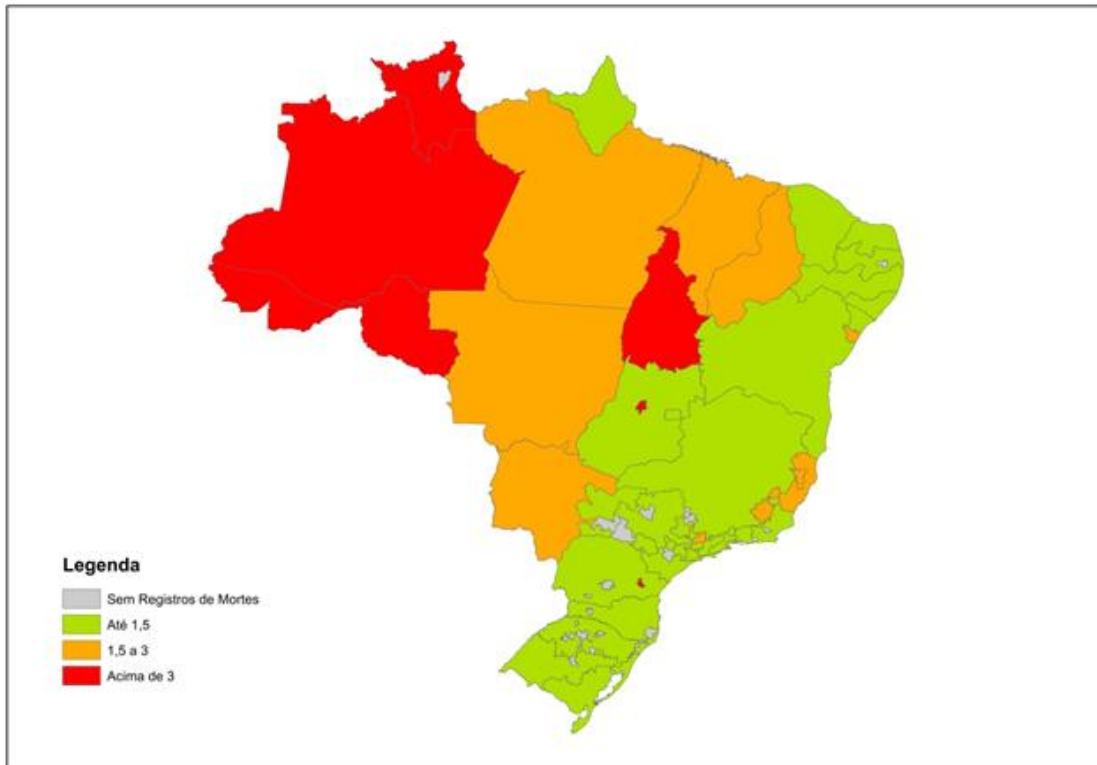 Legenda
Sem Registros de Mortes
Até 1,5
1,5 a 3
Acima de 3